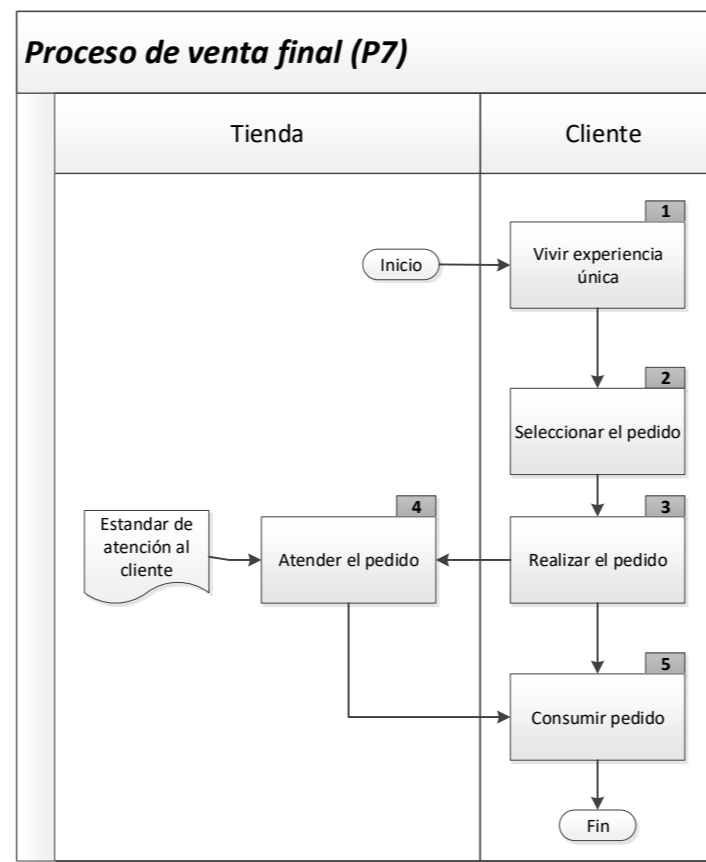 Proceso de venta final (P7)
Tienda
Cliente
1
Inicio
Vivir experiencia
única
2
Seleccionar el pedido
4
3
Estandar de
atención al
cliente
Atender el pedido
Realizar el pedido
5
Consumir pedido
Fin